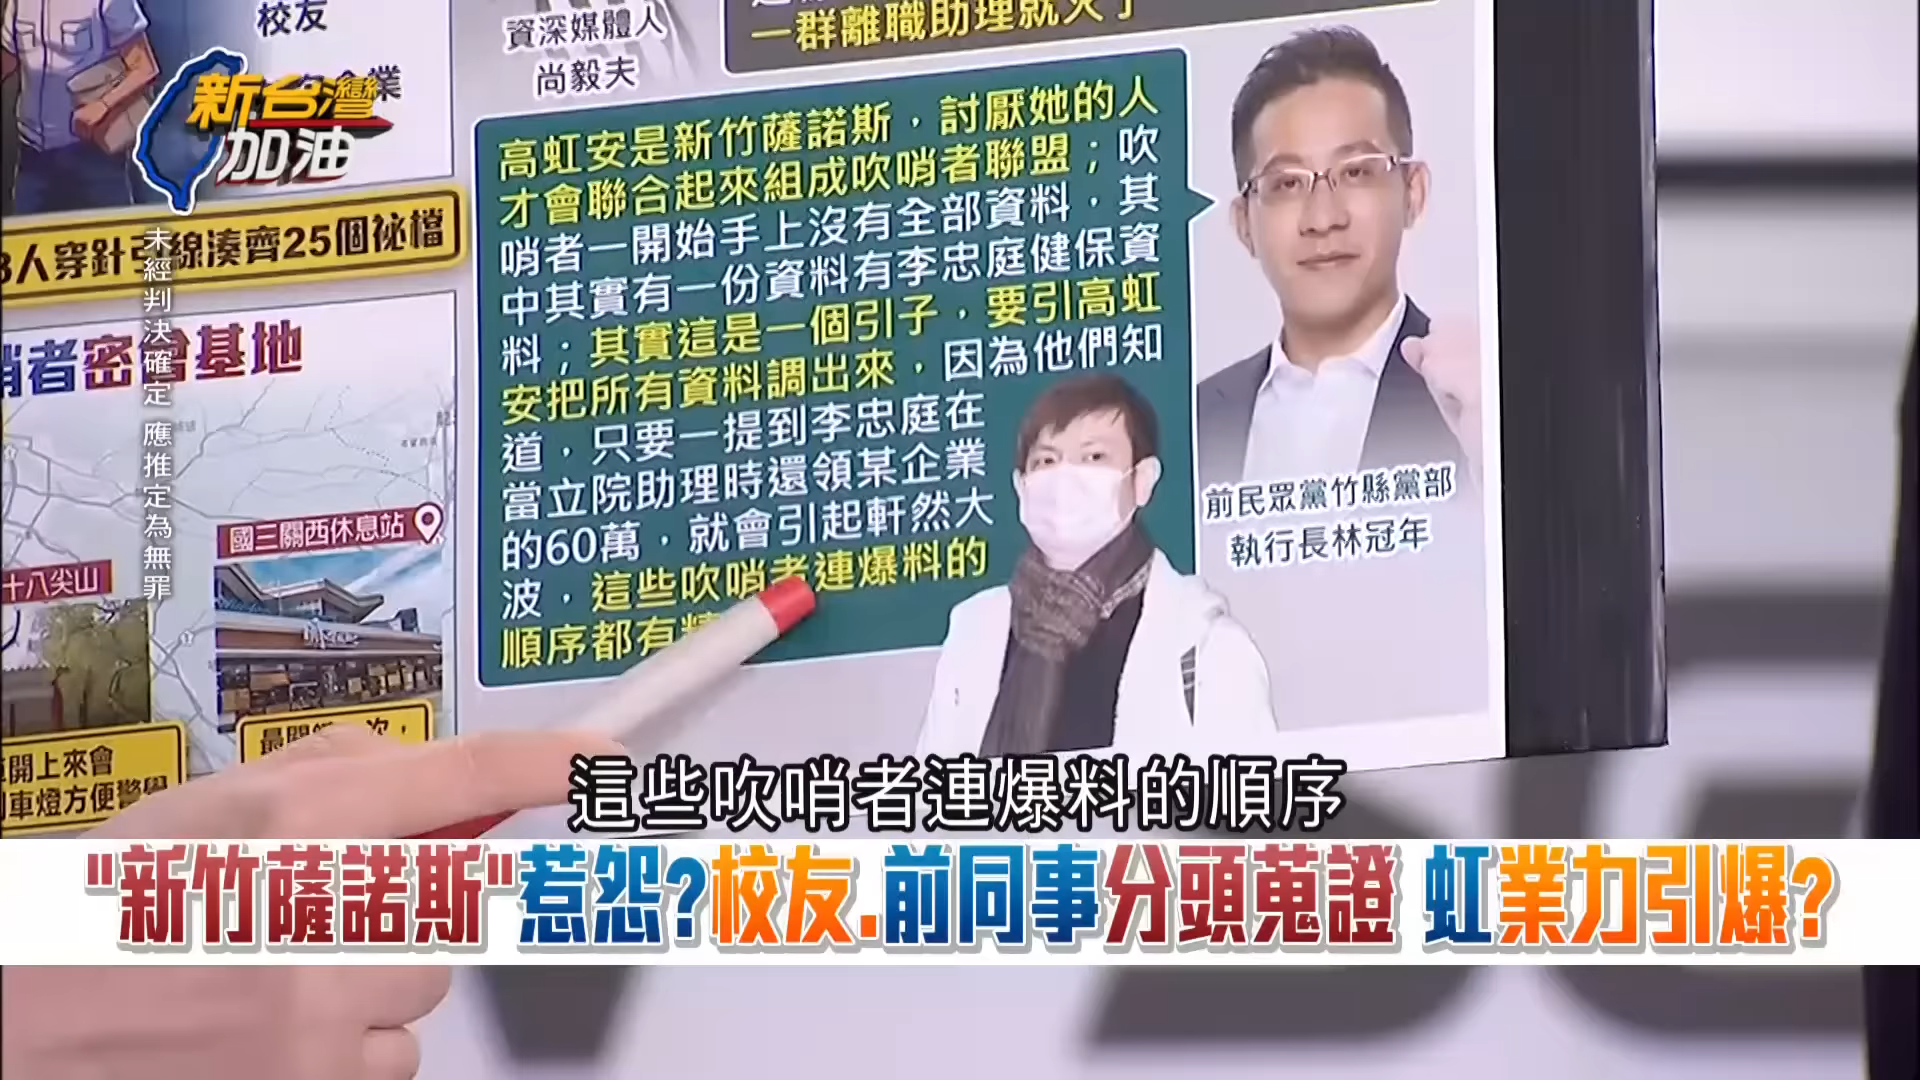 校友
資深媒體人
尚毅夫
一群離職助理就火了
新台灣
加油
未經判決確定 應推定為無罪
高虹安是新竹薩諾斯，討厭她的人
才會聯合起來組成吹哨者聯盟；吹
哨者一開始手上沒有全部資料，其
中其實有一份資料有李忠庭健保資
料；其實這是一個引子，要引高虹
安把所有資料調出來，因為他們知
道，只要一提到李忠庭在
當立院助理時還領某企業
的60萬，就會引起軒然大
波，這些吹哨者連爆料的
順序都有
前民眾黨竹縣黨部
執行長林冠年
3人穿針引線湊齊25個祕檔
哨者密會基地
國三關西休息站
十八尖山
開上來會
車燈方便警覺
這些吹哨者連爆料的順序
"新竹薩諾斯"惹怨?校友.前同事分頭蒐證 虹業力引爆?